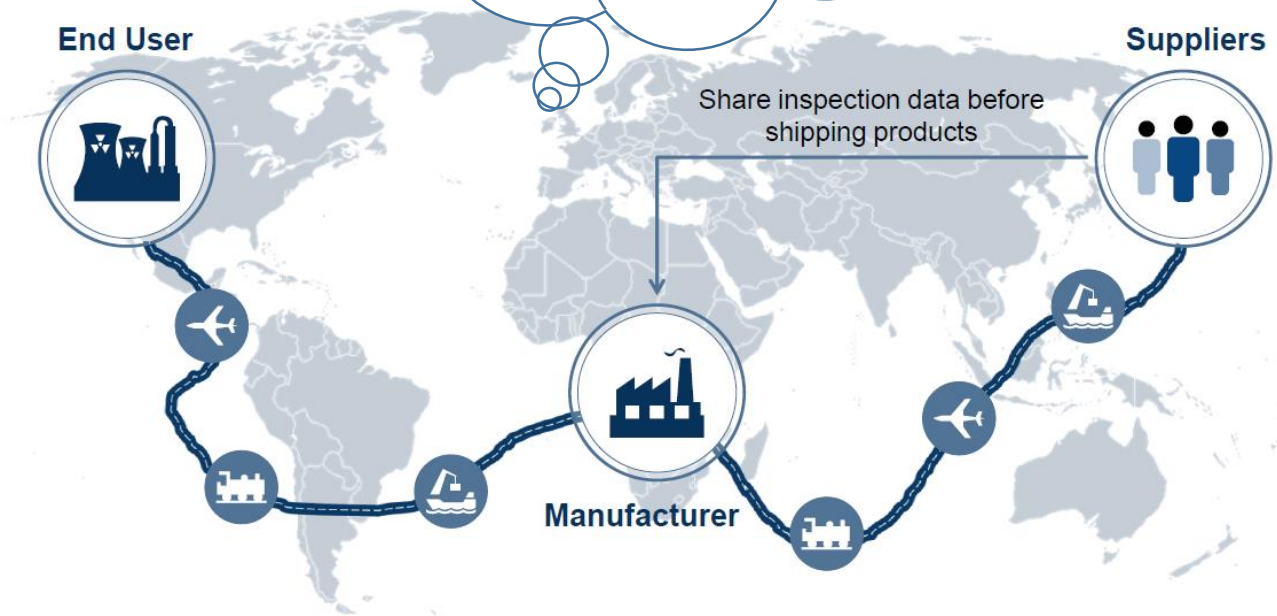 End User
Suppliers
Share inspection data before
shipping products
Manufacturer